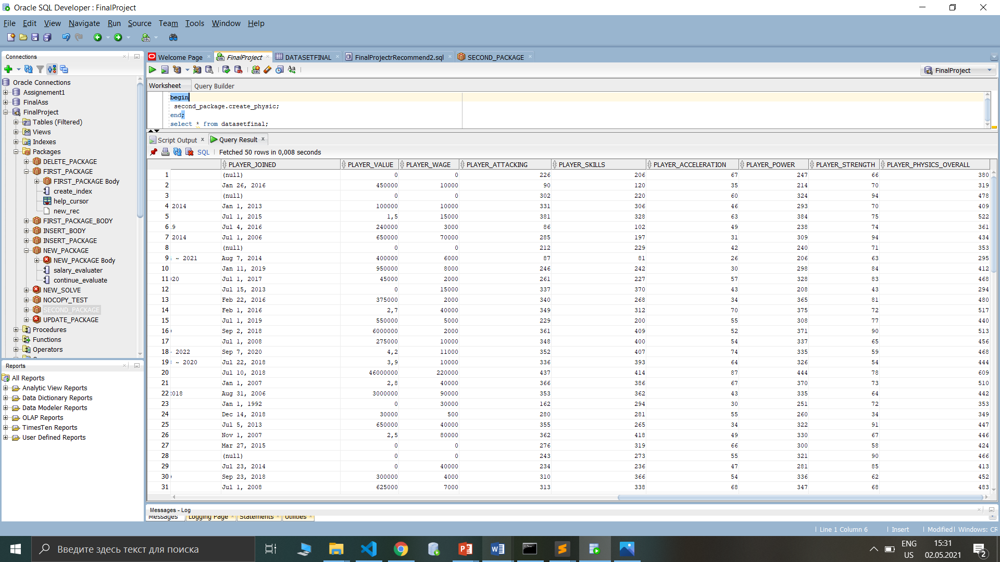 Oracle SQL Developer : FinalProject
File Edit View Navigate Run Source Team Tools Window Help
Connections
Oracle Connections
Assignement1
FinalAss
FinalProject
Tables (Filtered)
Views
Indexes
Packages
DELETE_PACKAGE
FIRST_PACKAGE
FIRST_PACKAGE Body
create_index
help_cursor
new_rec
FIRST_PACKAGE_BODY
INSERT_BODY
INSERT_PACKAGE
NEW_PACKAGE
NEW_PACKAGE Body
salary_evaluater
continue_evaluate
NEW_SOLVE
NOCOPY_TEST
SECOND_PACKAGE
UPDATE_PACKAGE
Procedures
Functions
Operators
Reports
All Reports
Analytic View Reports
Data Dictionary Reports
Data Modeler Reports
OLAP Reports
TimesTen Reports
User Defined Reports
Welcome Page FinalProject DATASETFINAL FinalProjectrRecommend2.sql SECOND_PACKAGE
FinalProject
Worksheet Query Builder
begin
second_package.create_physic;
end;
select * from datasetfinal;
Script Output Query Result
SQL Fetched 50 rows in 0,008 seconds
PLAYER_JOINED PLAYER_VALUE PLAYER_WAGE PLAYER_ATTACKING PLAYER_SKILLS PLAYER_ACCELERATION PLAYER_POWER PLAYER_STRENGTH PLAYER_PHYSICS_OVERALL
1 (null) 0 0 226 206 67 247 66 380
2 Jan 26, 2016 450000 10000 90 120 35 214 70 319
3 (null) 0 0 302 220 60 324 94 478
4 2014 Jan 1, 2013 100000 10000 331 306 46 293 70 409
5 Jul 1, 2015 1,5 15000 381 328 63 384 75 522
6 9 Jul 4, 2016 240000 3000 86 102 49 238 74 361
7 2014 Jul 1, 2006 650000 70000 285 197 31 309 94 434
8 (null) 0 0 212 229 42 240 71 353
9 ~ 2021 Aug 7, 2014 400000 6000 87 81 26 206 63 295
10 Jan 11, 2019 950000 8000 246 242 30 298 84 412
11 20 Jul 1, 2017 45000 2000 261 227 57 328 83 468
12 Jul 15, 2013 0 15000 337 370 43 208 43 294
13 Feb 22, 2016 375000 2000 340 268 34 365 81 480
14 Feb 1, 2016 2,7 40000 349 312 70 375 72 517
15 Jul 1, 2019 550000 5000 229 200 55 308 77 440
16 Sep 2, 2018 6000000 2000 361 409 52 371 90 513
17 Jul 1, 2008 275000 10000 348 400 54 337 65 456
18 2022 Sep 7, 2020 4,2 11000 352 407 74 335 59 468
19 ~ 2020 Jul 22, 2018 3,9 10000 336 393 64 326 54 444
20 Jul 10, 2018 46000000 220000 437 414 87 444 78 609
21 Jan 1, 2007 2,8 40000 366 386 67 370 73 510
22 2018 Aug 31, 2006 3000000 90000 353 362 43 335 64 442
23 Jan 1, 1992 0 30000 162 294 30 251 72 353
24 Dec 14, 2018 30000 500 280 281 55 260 34 349
25 Jul 5, 2013 650000 40000 355 265 34 322 91 447
26 Nov 1, 2007 2,5 80000 362 418 49 330 67 446
27 Mar 27, 2015 0 0 276 319 66 300 58 424
28 (null) 0 0 243 273 55 321 90 466
29 Jul 23, 2014 0 40000 234 236 47 281 85 413
30 Sep 23, 2018 300000 4000 310 366 54 336 62 452
31 Jul 1, 2008 625000 7000 313 338 68 347 68 483
Messages - Log
Messages Logging Page Statements Utilities
Line 1 Column 6 Insert Modified Windows: CR
Введите здесь текст для поиска
ENG
US
15:31
02.05.2021
2